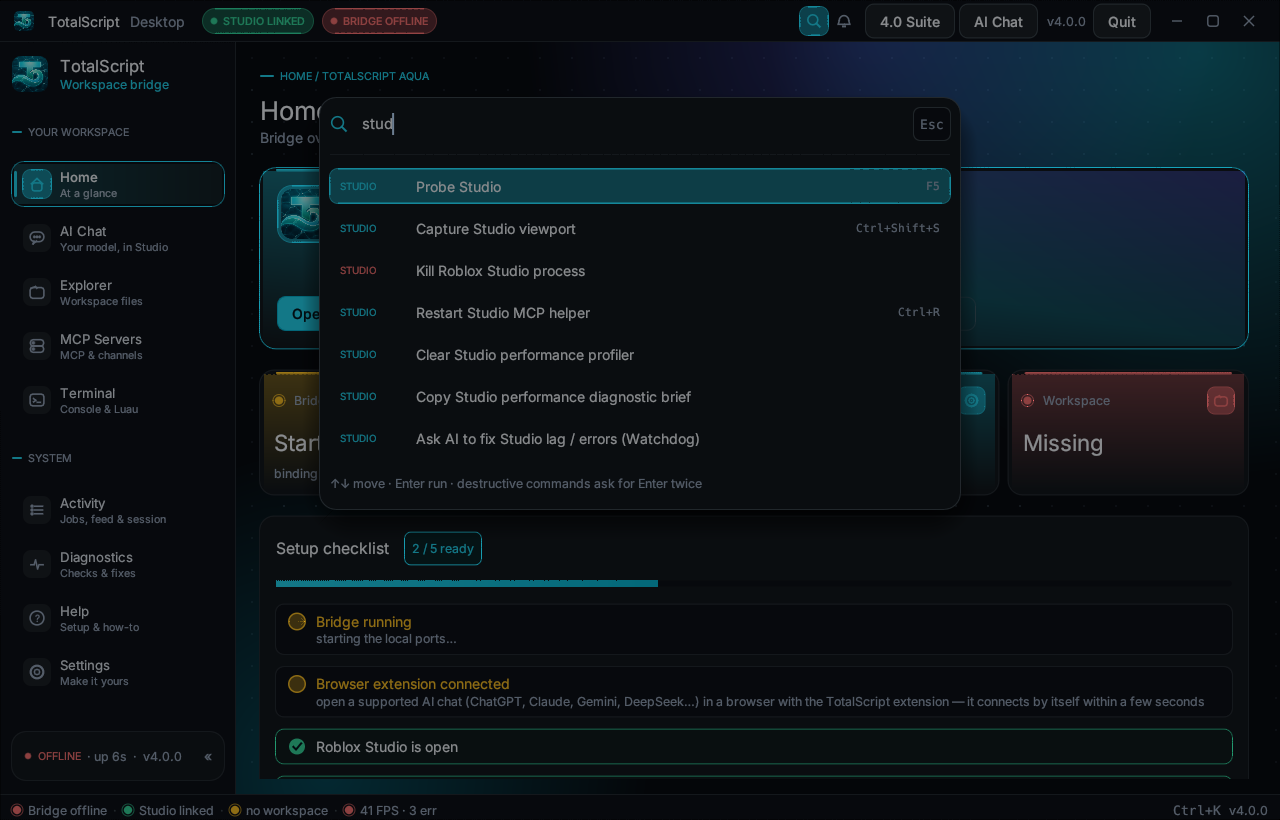 TotalScript Desktop STUDIO LINKED BRIDGE OFFLINE 4.0 Suite AI Chat v4.0.0 Quit
TotalScript
Workspace bridge
YOUR WORKSPACE
Home
At a glance
AI Chat
Your model, in Studio
Explorer
Workspace files
MCP Servers
MCP & channels
Terminal
Console & Luau
SYSTEM
Activity
Jobs, feed & session
Diagnostics
Checks & fixes
Help
Setup & how-to
Settings
Make it yours
OFFLINE · up 6s · v4.0.0 «
HOME / TOTALSCRIPT AQUA
Home
Bridge ov
stud Esc
STUDIO Probe Studio F5
STUDIO Capture Studio viewport Ctrl+Shift+S
STUDIO Kill Roblox Studio process
STUDIO Restart Studio MCP helper Ctrl+R
STUDIO Clear Studio performance profiler
STUDIO Copy Studio performance diagnostic brief
STUDIO Ask AI to fix Studio lag / errors (Watchdog)
↑↓ move · Enter run · destructive commands ask for Enter twice
Ope
Brid
Start
binding
Workspace
Missing
Setup checklist 2 / 5 ready
Bridge running
starting the local ports...
Browser extension connected
open a supported AI chat (ChatGPT, Claude, Gemini, DeepSeek...) in a browser with the TotalScript extension — it connects by itself within a few seconds
Roblox Studio is open
Bridge offline · Studio linked · no workspace · 41 FPS · 3 err Ctrl+K v4.0.0